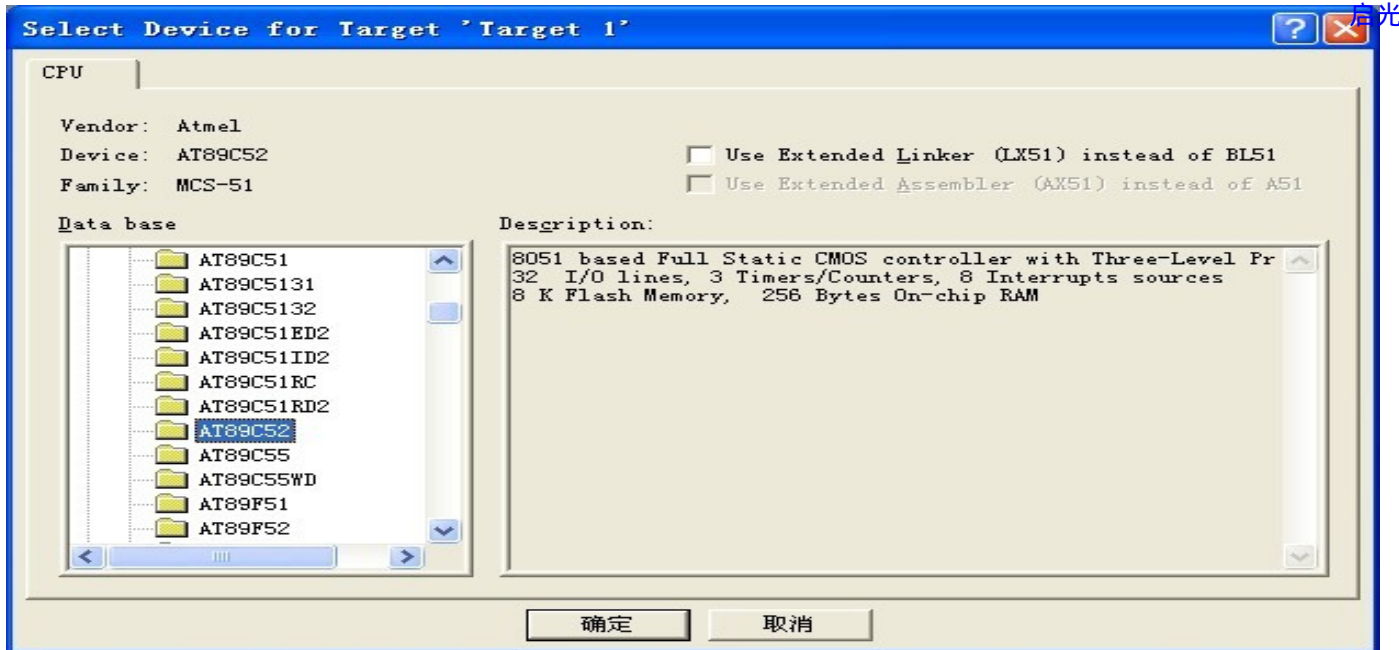 Select Device for Target 'Target 1'
启光
CPU
Vendor: Atmel
Device: AT89C52
Family: MCS-51
Use Extended Linker (LX51) instead of BL51
Use Extended Assembler (AX51) instead of A51
Data base
AT89C51
AT89C5131
AT89C5132
AT89C51ED2
AT89C51ID2
AT89C51RC
AT89C51RD2
AT89C52
AT89C55
AT89C55WD
AT89F51
AT89F52
Description:
8051 based Full Static CMOS controller with Three-Level Pr
32 I/O lines, 3 Timers/Counters, 8 Interrupts sources
8 K Flash Memory, 256 Bytes On-chip RAM
确定
取消